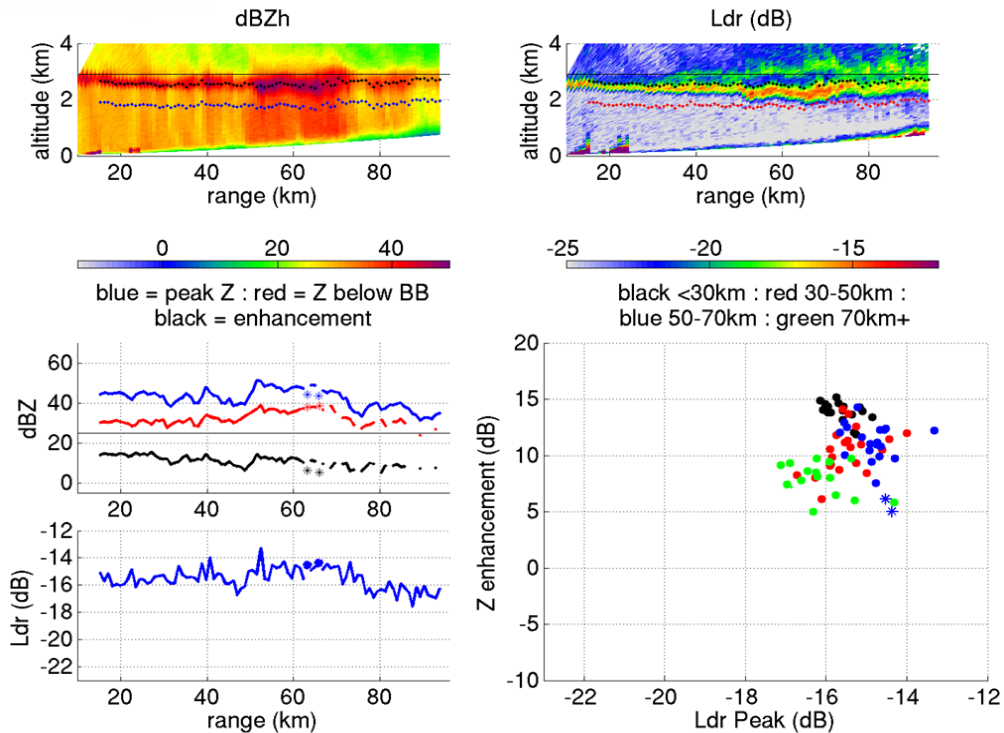 dBZh
4
2
0
altitude (km)
20 40 60 80
range (km)
0 20 40
Ldr (dB)
4
2
0
altitude (km)
20 40 60 80
range (km)
-25 -20 -15
blue = peak Z : red = Z below BB
black = enhancement
60
40
20
0
dBZ
20 40 60 80
-12
-14
-16
-18
-20
-22
Ldr (dB)
20 40 60 80
range (km)
black <30km : red 30-50km :
blue 50-70km : green 70km+
20
15
10
5
0
-5
-10
Z enhancement (dB)
-22 -20 -18 -16 -14 -12
Ldr Peak (dB)